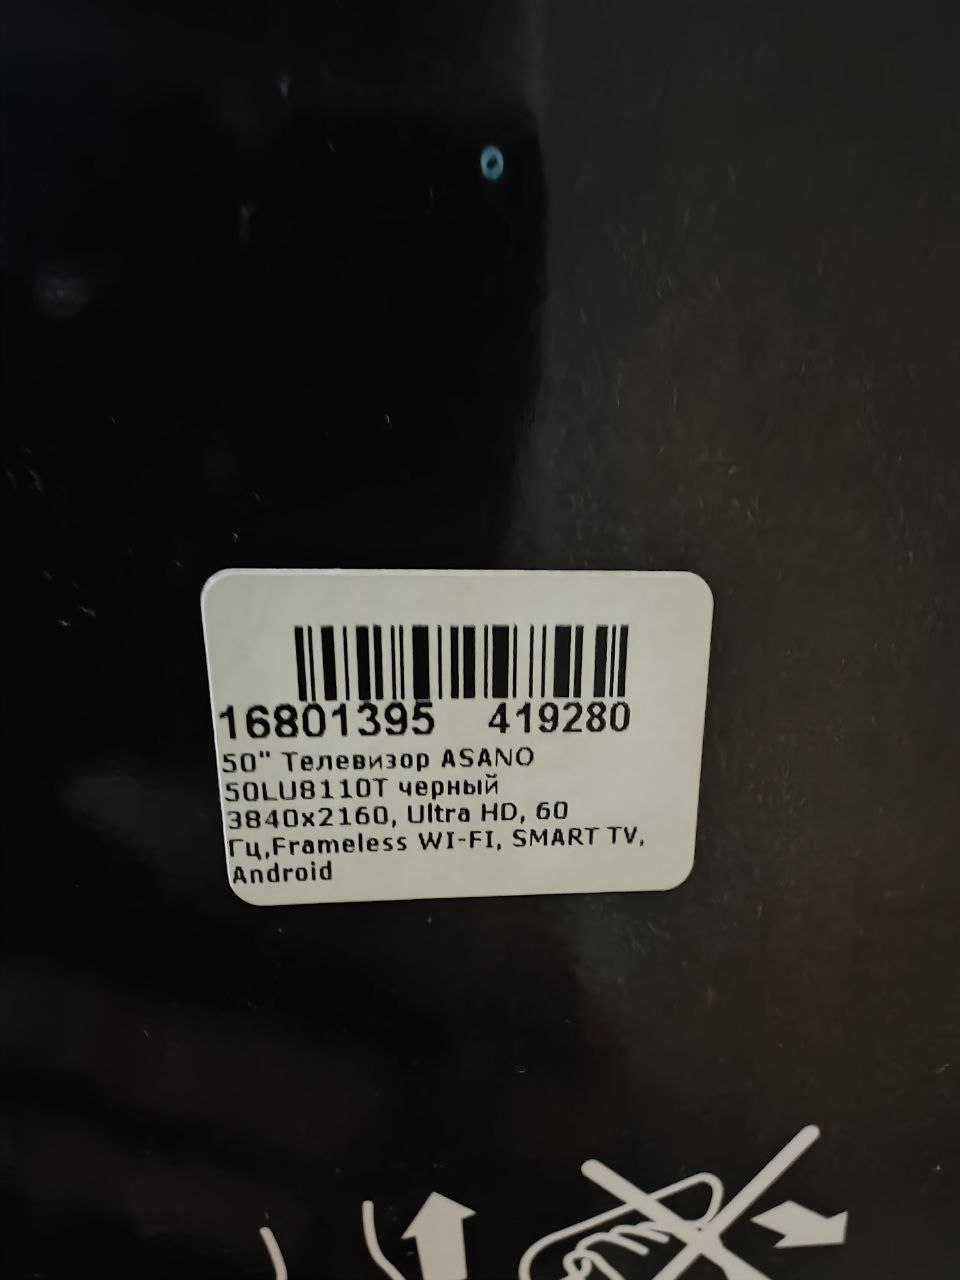 16801395 419280
50" Телевизор ASANO
50LU8110T черный
3840x2160, Ultra HD, 60
Гц,Frameless WI-FI, SMART TV,
Android